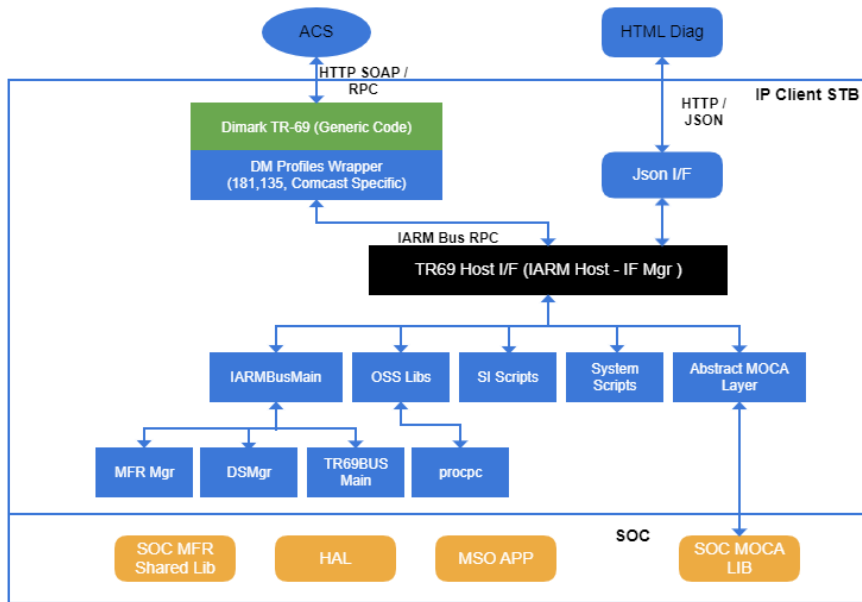 ACS
HTML Diag
HTTP SOAP /
RPC
IP Client STB
HTTP /
JSON
Dimark TR-69 (Generic Code)
DM Profiles Wrapper
(181,135, Comcast Specific)
Json I/F
IARM Bus RPC
TR69 Host I/F (IARM Host - IF Mgr )
IARMBusMain
OSS Libs
SI Scripts
System
Scripts
Abstract MOCA
Layer
MFR Mgr
DSMgr
TR69BUS
Main
procpc
SOC
SOC MFR
Shared Lib
HAL
MSO APP
SOC MOCA
LIB